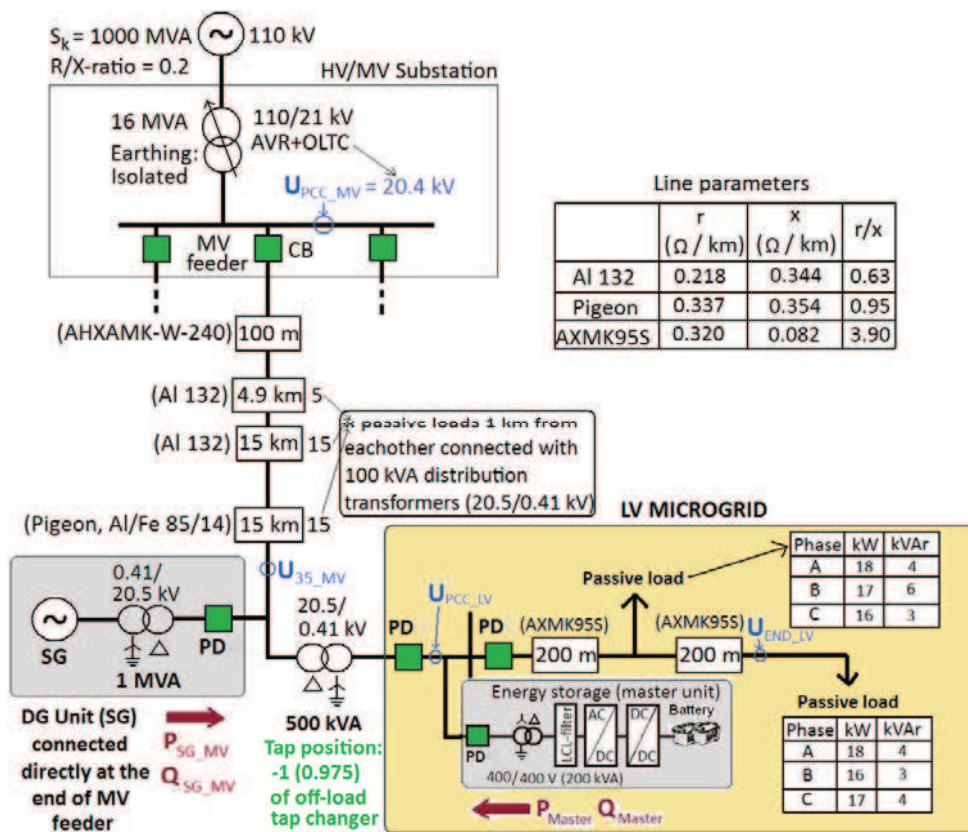 Sk = 1000 MVA
110 kV
R/X-ratio = 0.2
HV/MV Substation
16 MVA
110/21 kV
AVR+OLTC
Earthing:
Isolated
UPCC_MV = 20.4 kV
MV
feeder
CB
Line parameters
r
(Ω / km)
x
(Ω / km)
r/x
Al 132 0.218 0.344 0.63
Pigeon 0.337 0.354 0.95
AXMK95S 0.320 0.082 3.90
(AHXAMK-W-240) 100 m
(Al 132) 4.9 km 5
(Al 132) 15 km 15
(Pigeon, Al/Fe 85/14) 15 km 15
* passive loads 1 km from
eachother connected with
100 kVA distribution
transformers (20.5/0.41 kV)
U35_MV
0.41/
20.5 kV
SG
PD
1 MVA
DG Unit (SG)
connected
directly at the
end of MV
feeder
PSG_MV
QSG_MV
20.5/
0.41 kV
500 kVA
Tap position:
-1 (0.975)
of off-load
tap changer
LV MICROGRID
PD
UPCC_LV
PD
(AXMK95S)
200 m
Passive load
(AXMK95S)
200 m
UEND_LV
Phase kW kVAr
A 18 4
B 17 6
C 16 3
Energy storage (master unit)
PD
LCL-filter
AC
DC
DC
DC
Battery
400/400 V (200 kVA)
PMaster QMaster
Passive load
Phase kW kVAr
A 18 4
B 16 3
C 17 4